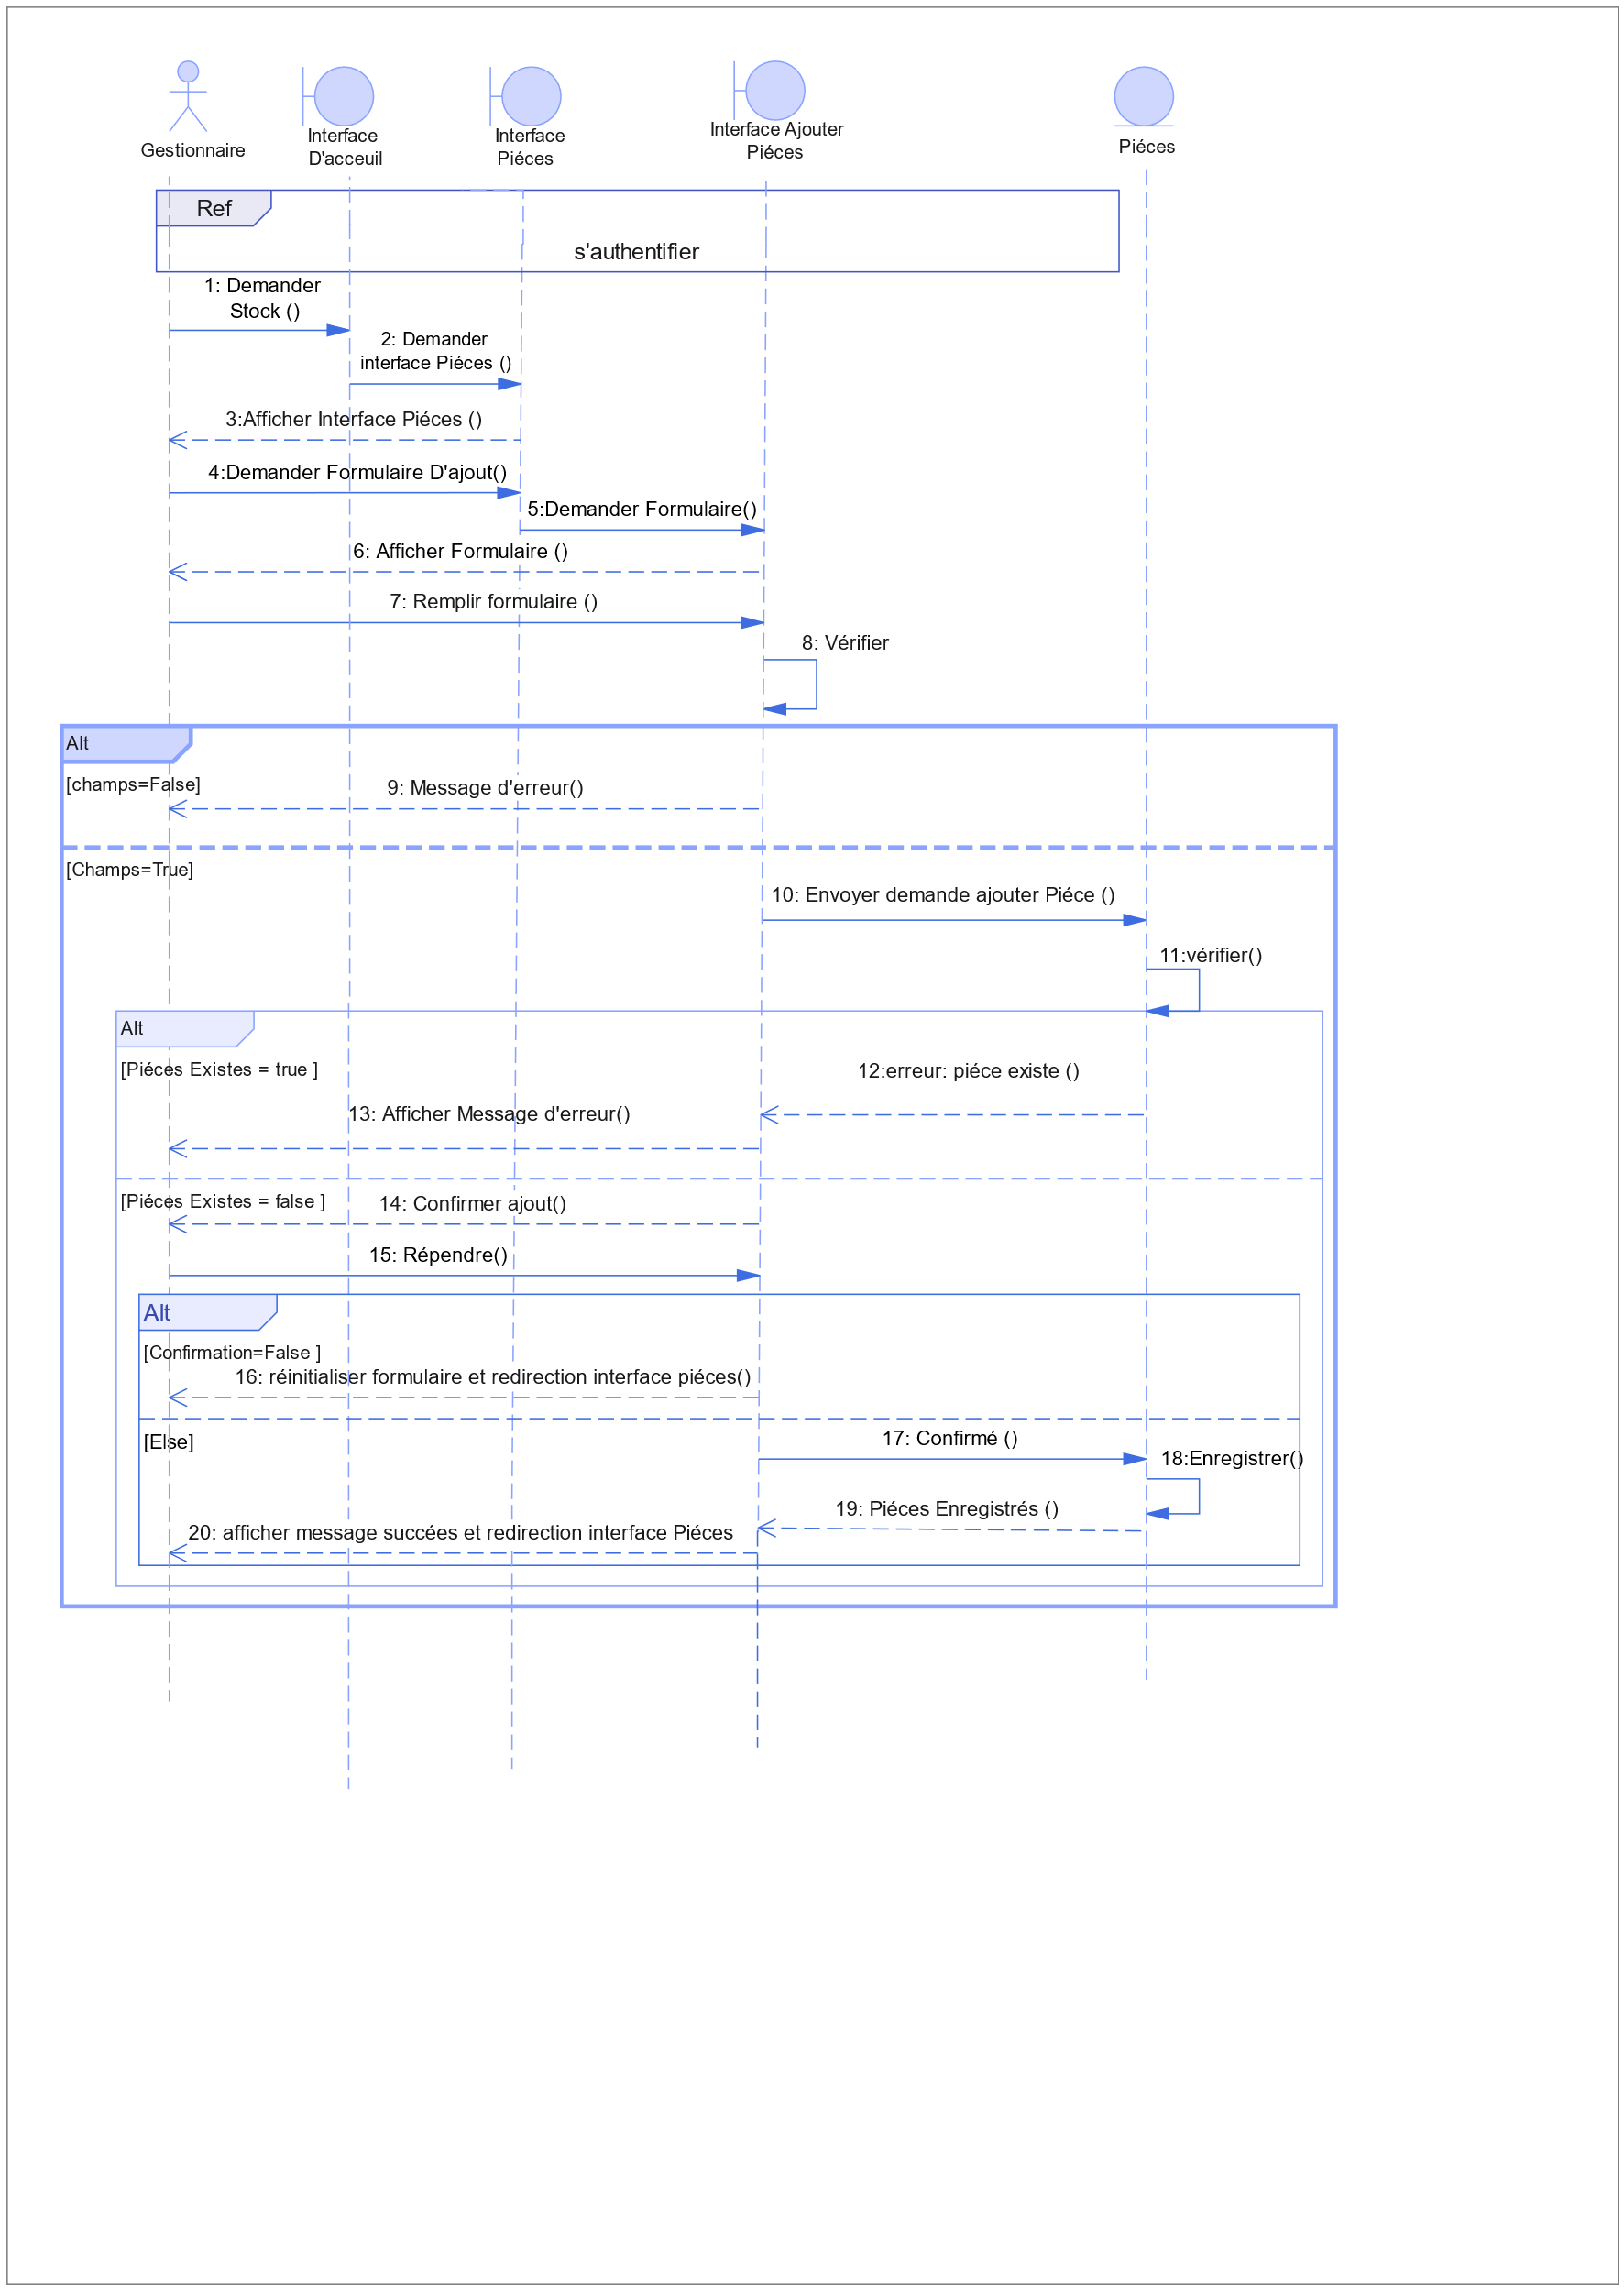 Gestionnaire
Interface
D'acceuil
Interface
Piéces
Interface Ajouter
Piéces
Piéces
Ref
s'authentifier
1: Demander
Stock ()
2: Demander
interface Piéces ()
3:Afficher Interface Piéces ()
4:Demander Formulaire D'ajout()
5:Demander Formulaire()
6: Afficher Formulaire ()
7: Remplir formulaire ()
8: Vérifier
Alt
[champs=False]
9: Message d'erreur()
[Champs=True]
10: Envoyer demande ajouter Piéce ()
11:vérifier()
Alt
[Piéces Existes = true ]
12:erreur: piéce existe ()
13: Afficher Message d'erreur()
[Piéces Existes = false ]
14: Confirmer ajout()
15: Répendre()
Alt
[Confirmation=False ]
16: réinitialiser formulaire et redirection interface piéces()
[Else]
17: Confirmé ()
18:Enregistrer()
19: Piéces Enregistrés ()
20: afficher message succées et redirection interface Piéces